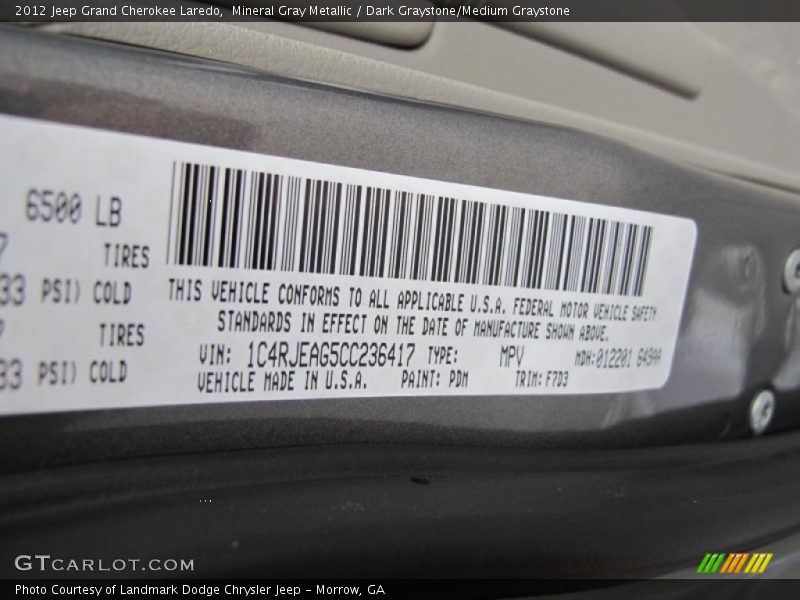 2012 Jeep Grand Cherokee Laredo, Mineral Gray Metallic / Dark Graystone/Medium Graystone
6500 LB
TIRES
33 PSI) COLD
TIRES
33 PSI) COLD
THIS VEHICLE CONFORMS TO ALL APPLICABLE U.S.A. FEDERAL MOTOR VEHICLE SAFETY
STANDARDS IN EFFECT ON THE DATE OF MANUFACTURE SHOWN ABOVE.
VIN: 1C4RJEAG5CC236417 TYPE: MPV MDH:012201
VEHICLE MADE IN U.S.A. PAINT: PDM TRIM: F7D3
GTCARLOT.COM
Photo Courtesy of Landmark Dodge Chrysler Jeep - Morrow, GA